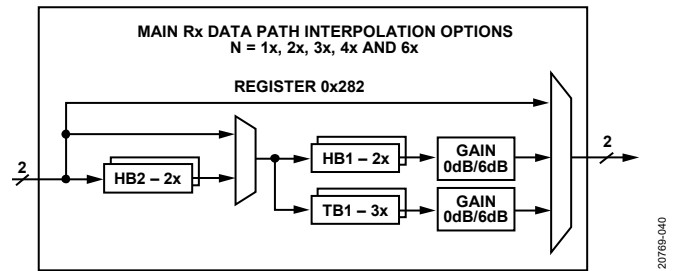 MAIN Rx DATA PATH INTERPOLATION OPTIONS
N = 1x, 2x, 3x, 4x AND 6x
REGISTER 0x282
2
HB2 – 2x
HB1 – 2x
GAIN
0dB/6dB
TB1 – 3x
GAIN
0dB/6dB
2
20769-040